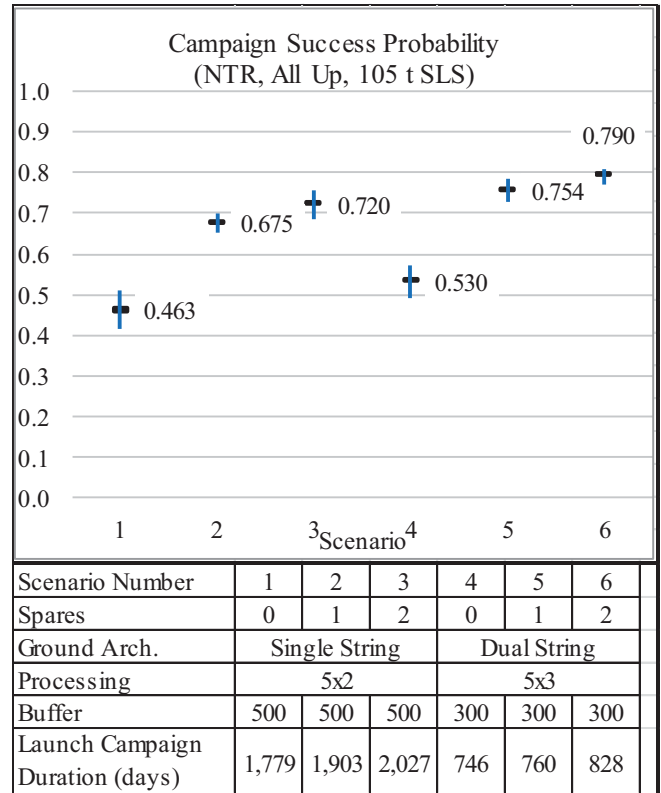 Campaign Success Probability
(NTR, All Up, 105 t SLS)
1.0
0.9
0.790
0.8
0.754
0.7
0.675
0.720
0.6
0.530
0.5
0.463
0.4
0.3
0.2
0.1
0.0
1 2 3 4 5 6
Scenario
Scenario Number 1 2 3 4 5 6
Spares 0 1 2 0 1 2
Ground Arch. Single String Dual String
Processing 5x2 5x3
Buffer 500 500 500 300 300 300
Launch Campaign
Duration (days) 1,779 1,903 2,027 746 760 828